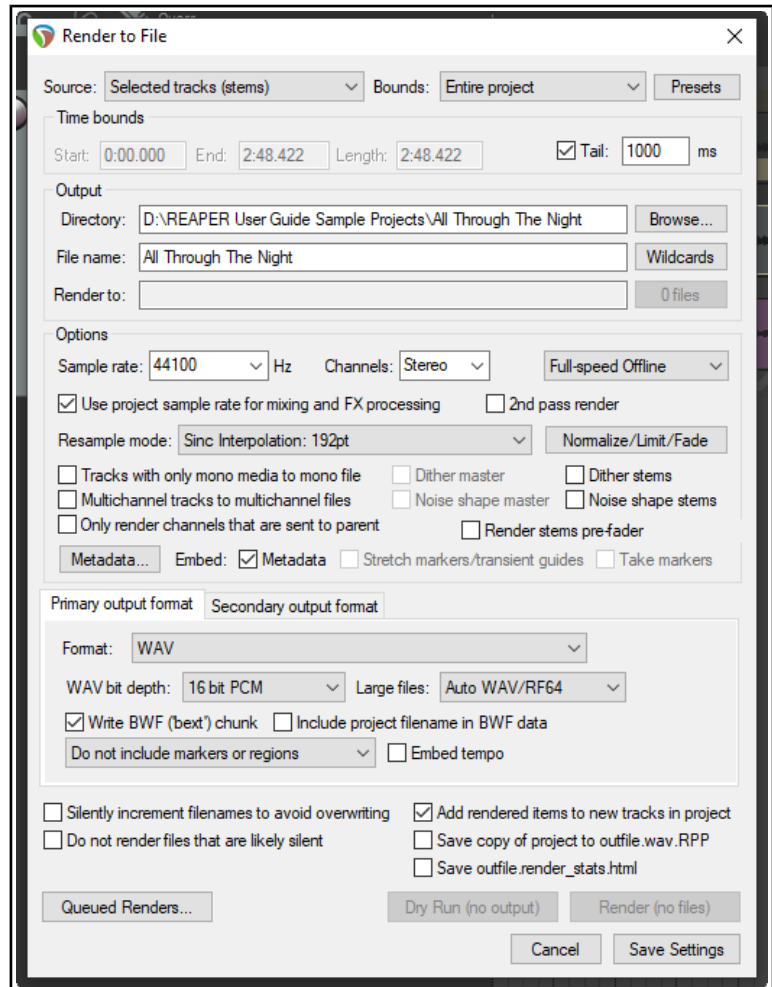 Render to File
Source: Selected tracks (stems) Bounds: Entire project Presets
Time bounds
Start: 0:00.000 End: 2:48.422 Length: 2:48.422 Tail: 1000 ms
Output
Directory: D:\REAPER User Guide Sample Projects\All Through The Night Browse...
File name: All Through The Night Wildcards
Render to: 0 files
Options
Sample rate: 44100 Hz Channels: Stereo Full-speed Offline
Use project sample rate for mixing and FX processing 2nd pass render
Resample mode: Sinc Interpolation: 192pt Normalize/Limit/Fade
Tracks with only mono media to mono file Dither master Dither stems
Multichannel tracks to multichannel files Noise shape master Noise shape stems
Only render channels that are sent to parent Render stems pre-fader
Metadata... Embed: Metadata Stretch markers/transient guides Take markers
Primary output format Secondary output format
Format: WAV
WAV bit depth: 16 bit PCM Large files: Auto WAV/RF64
Write BWF ('bext') chunk Include project filename in BWF data
Do not include markers or regions Embed tempo
Silently increment filenames to avoid overwriting Add rendered items to new tracks in project
Do not render files that are likely silent Save copy of project to outfile.wav.RPP
Save outfile.render_stats.html
Queued Renders... Dry Run (no output) Render (no files)
Cancel Save Settings